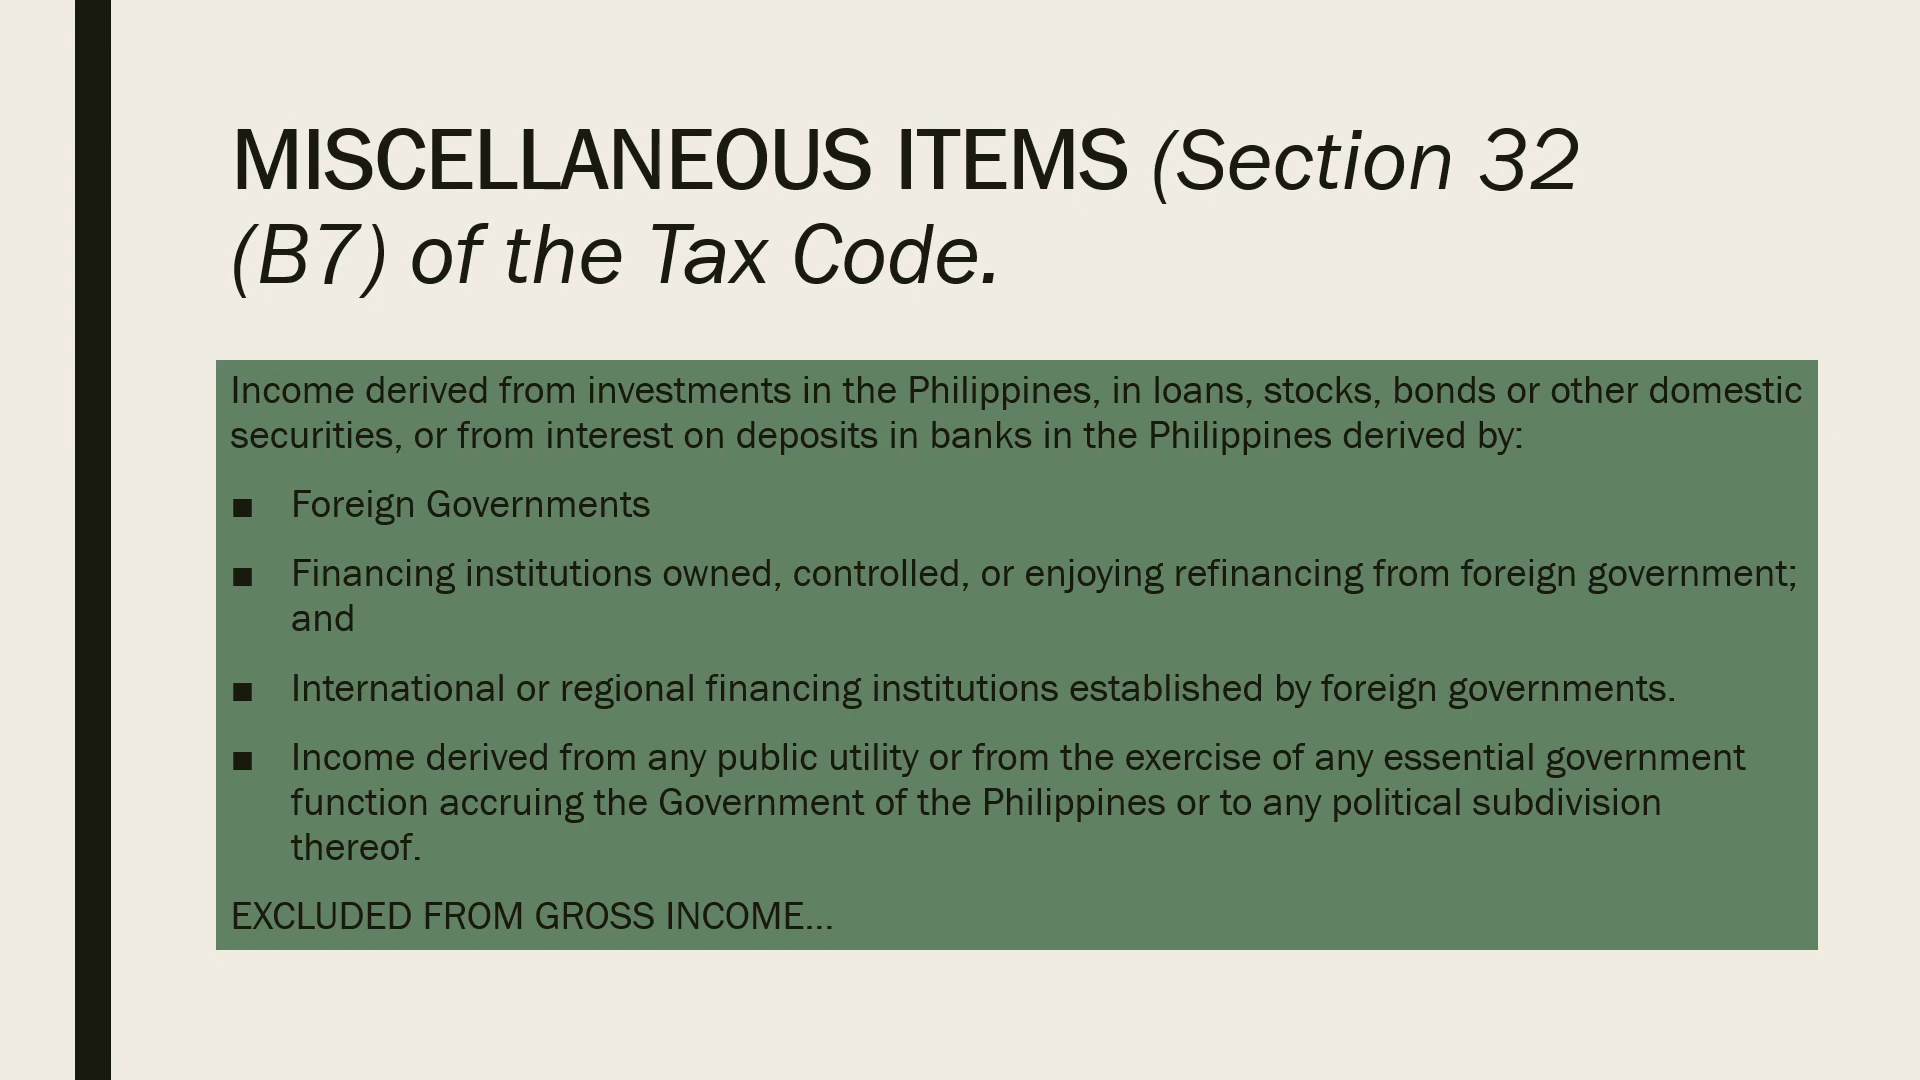 MISCELLANEOUS ITEMS (Section 32
(B7) of the Tax Code.
Income derived from investments in the Philippines, in loans, stocks, bonds or other domestic
securities, or from interest on deposits in banks in the Philippines derived by:
■ Foreign Governments
■ Financing institutions owned, controlled, or enjoying refinancing from foreign government;
and
■ International or regional financing institutions established by foreign governments.
■ Income derived from any public utility or from the exercise of any essential government
function accruing the Government of the Philippines or to any political subdivision
thereof.
EXCLUDED FROM GROSS INCOME...